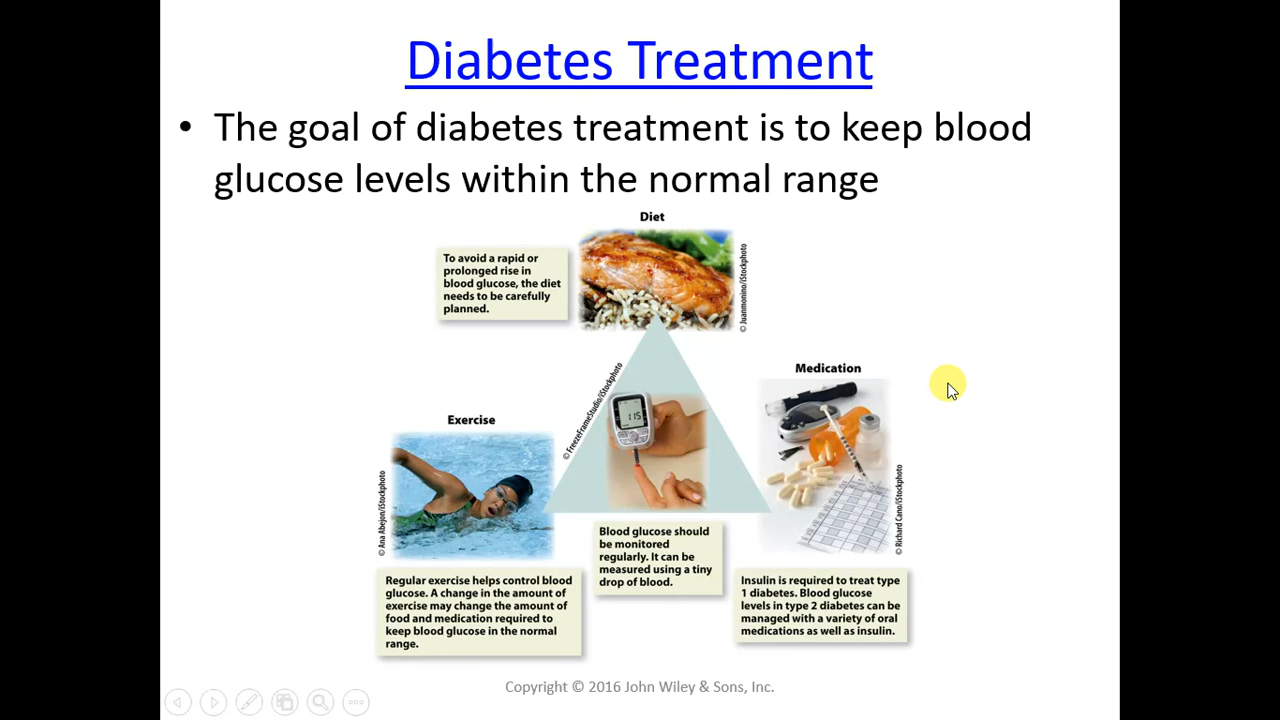 Diabetes Treatment
• The goal of diabetes treatment is to keep blood
glucose levels within the normal range
Diet
To avoid a rapid or
prolonged rise in
blood glucose, the diet
needs to be carefully
planned.
© Juanmonino/iStockphoto
Medication
© FreezeFrameStudio/iStockphoto
115
Exercise
© Ana Abejon/iStockphoto
© Richard Cano/iStockphoto
Blood glucose should
be monitored
regularly. It can be
measured using a tiny
drop of blood.
Regular exercise helps control blood
glucose. A change in the amount of
exercise may change the amount of
food and medication required to
keep blood glucose in the normal
range.
Insulin is required to treat type
1 diabetes. Blood glucose
levels in type 2 diabetes can be
managed with a variety of oral
medications as well as insulin.
Copyright © 2016 John Wiley & Sons, Inc.